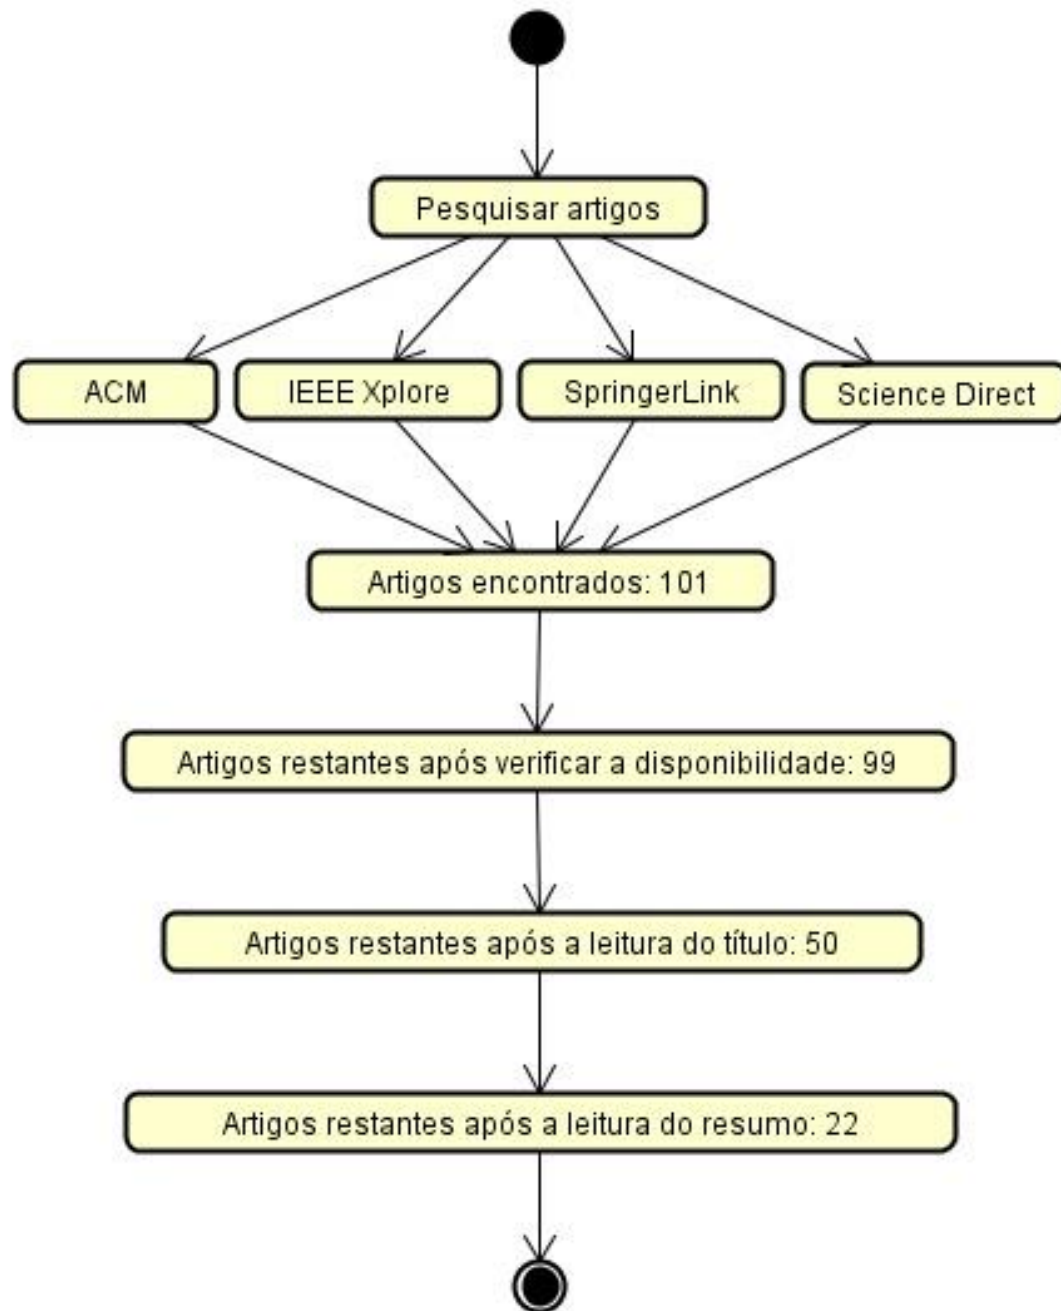 Pesquisar artigos
ACM
IEEE Xplore
SpringerLink
Science Direct
Artigos encontrados: 101
Artigos restantes após verificar a disponibilidade: 99
Artigos restantes após a leitura do título: 50
Artigos restantes após a leitura do resumo: 22